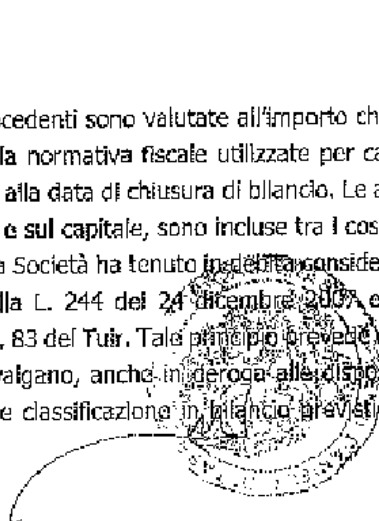 cedenti sono valutate all'importo ch
la normativa fiscale utilizzate per ca
alla data di chiusura di bilancio. Le a
e sul capitale, sono incluse tra i cos
a Società ha tenuto in debita conside
lla L. 244 del 24 dicembre 2007, e
. 83 del Tuir. Tale principio prevede
valgano, anche in deroga alle dispo
e classificazione in bilancio previsti